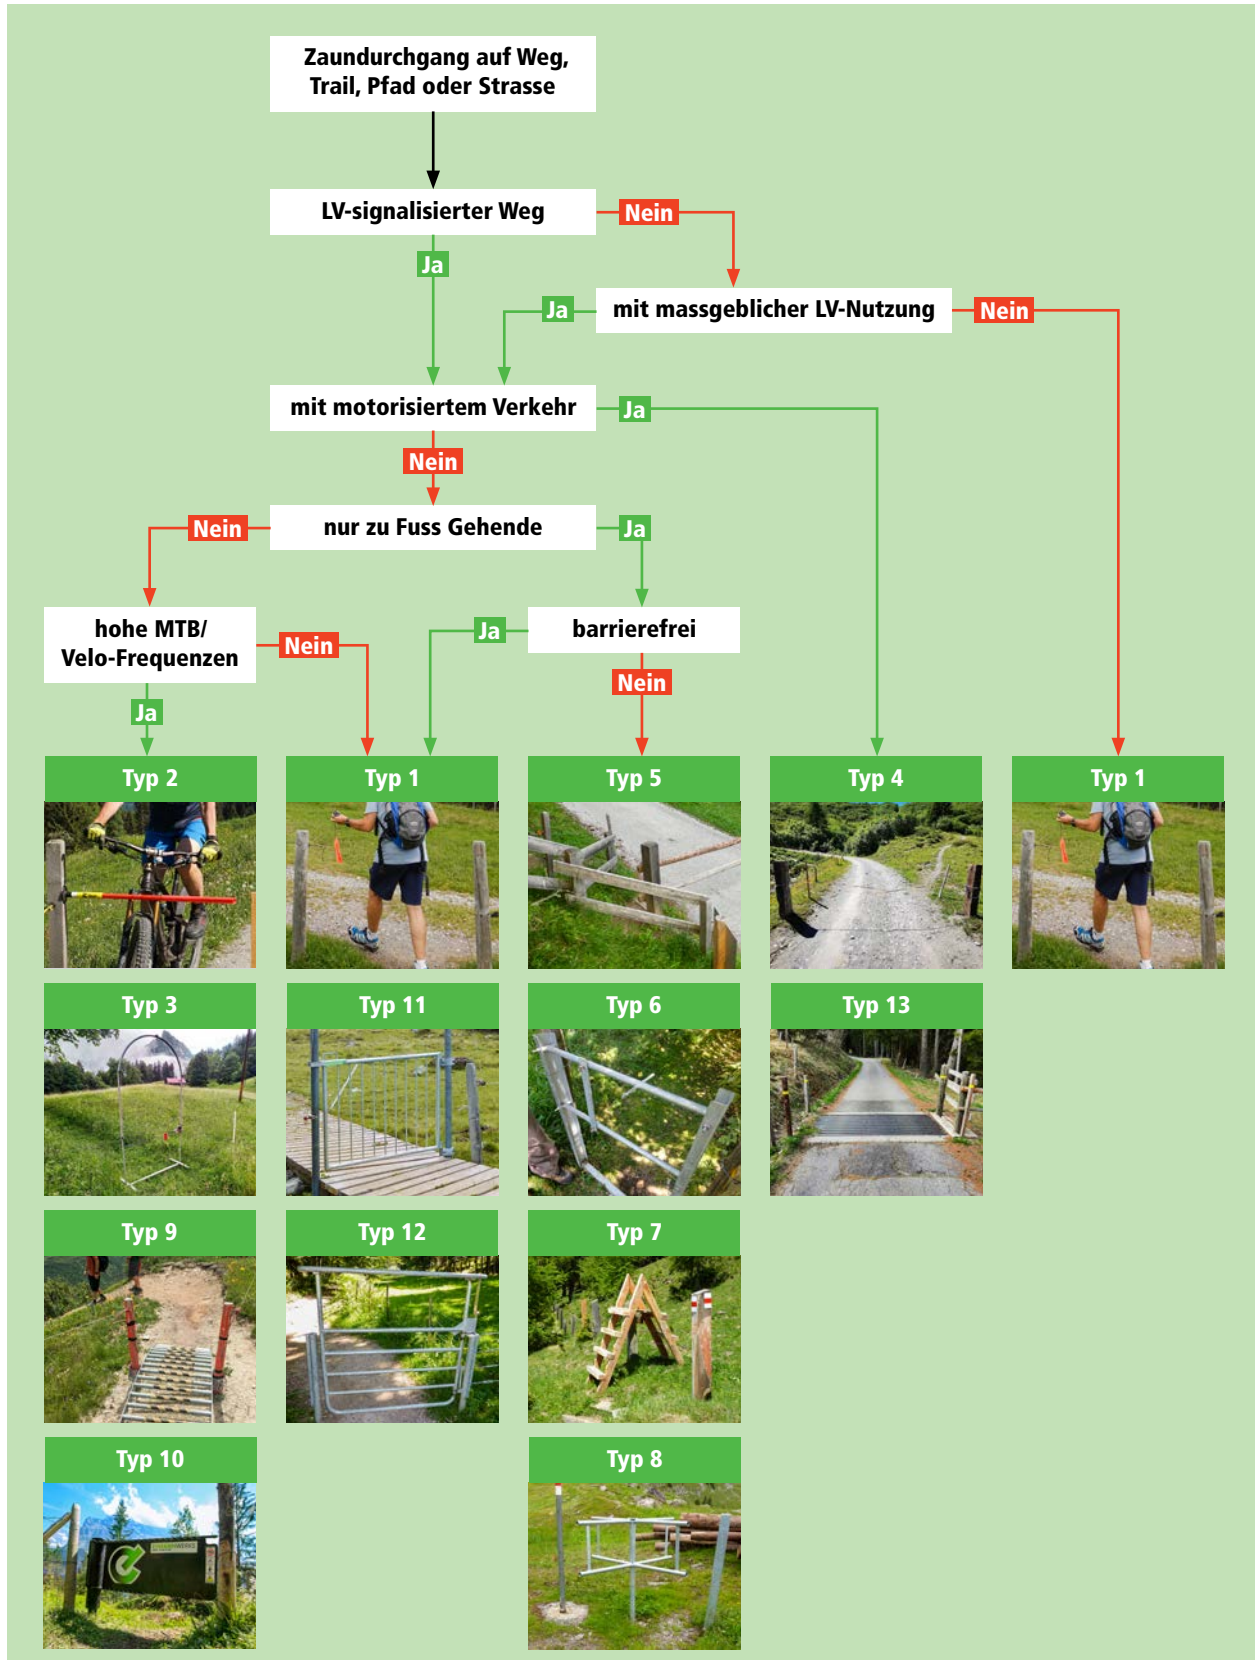 Zaundurchgang auf Weg,
Trail, Pfad oder Strasse
LV-signalisierter Weg
Nein
Ja
mit massgeblicher LV-Nutzung
Ja
Nein
mit motorisiertem Verkehr
Ja
Nein
nur zu Fuss Gehende
Nein
Ja
hohe MTB/
Velo-Frequenzen
Nein
Ja
barrierefrei
Ja
Nein
Typ 2
Typ 1
Typ 5
Typ 4
Typ 1
Typ 3
Typ 11
Typ 6
Typ 13
Typ 9
Typ 12
Typ 7
Typ 10
Typ 8